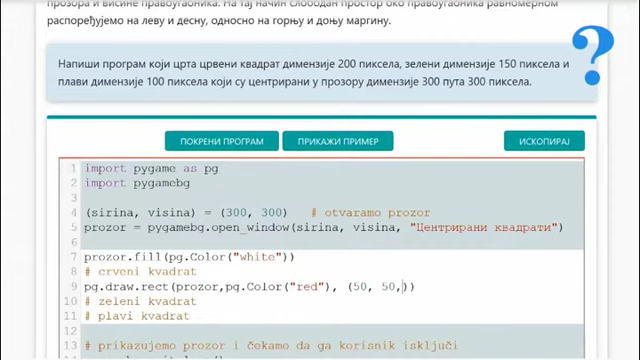 прозора и висине правоугаоника. На тај начин слободан простор око правоугаоника равномерном
распоређујемо на леву и десну, односно на горњу и доњу маргину.
?
Напиши програм који црта црвени квадрат димензије 200 пиксела, зелени димензије 150 пиксела и
плави димензије 100 пиксела који су центрирани у прозору димензије 300 пута 300 пиксела.
ПОКРЕНИ ПРОГРАМ ПРИКАЖИ ПРИМЕР ИСКОПИРАЈ
1 import pygame as pg
2 import pygamebg
3
4 (sirina, visina) = (300, 300) # otvaramo prozor
5 prozor = pygamebg.open_window(sirina, visina, "Центрирани квадрати")
6
7 prozor.fill(pg.Color("white"))
8 # crveni kvadrat
9 pg.draw.rect(prozor,pg.Color("red"), (50, 50,))
10 # zeleni kvadrat
11 # plavi kvadrat
12
13 # prikazujemo prozor i čekamo da ga korisnik isključi